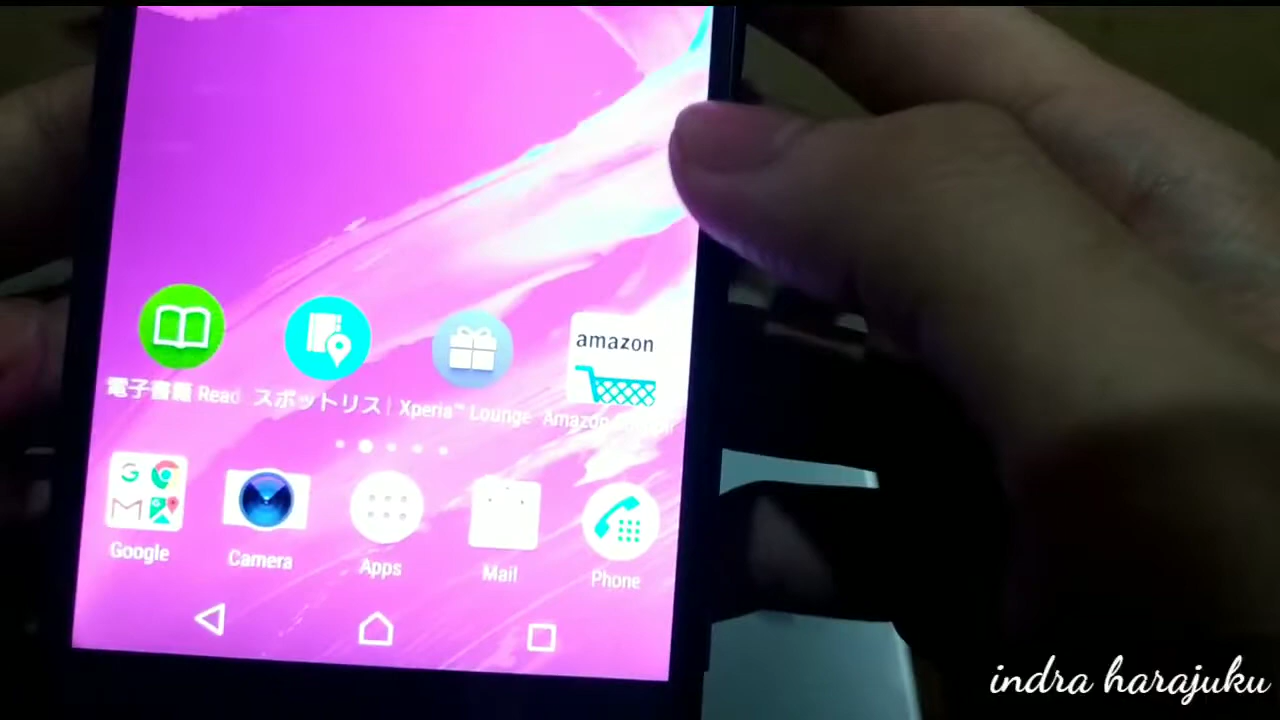 amazon
電子書籍 Read
スポットリス
Xperia™ Lounge
Amazon
Google
Camera
Apps
Mail
Phone
indra harajuku